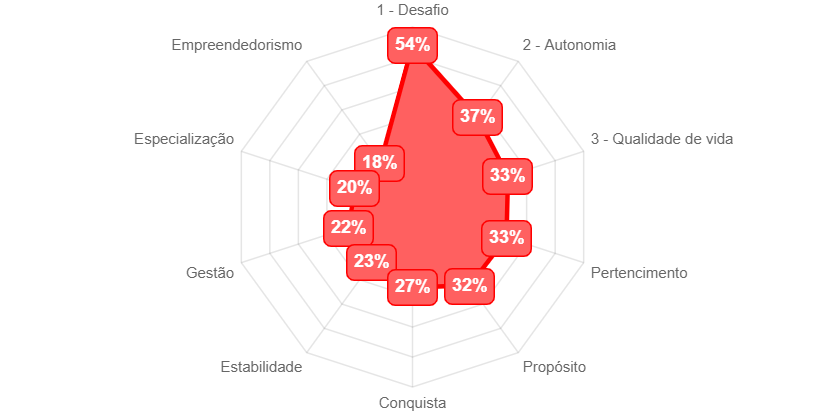 1 - Desafio
Empreendedorismo
2 - Autonomia
54%
37%
Especialização
3 - Qualidade de vida
18%
33%
20%
22%
33%
23%
Gestão
Pertencimento
27%
32%
Estabilidade
Propósito
Conquista